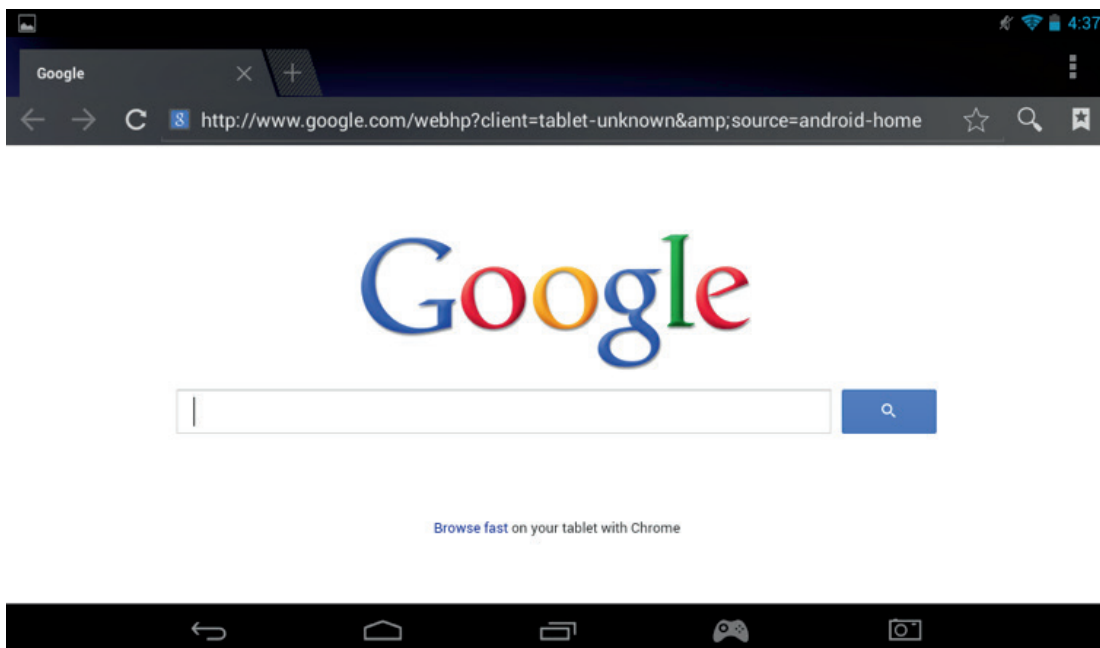 4:37
Google
http://www.google.com/webhp?client=tablet-unknown&amp;source=android-home
Google
Browse fast on your tablet with Chrome